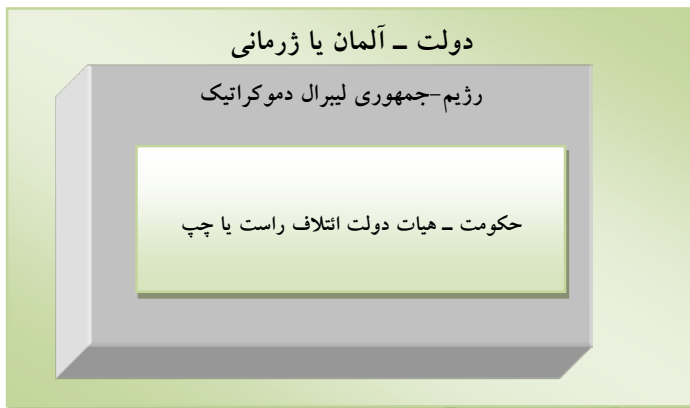 دولت ـ آلمان یا ژرمانی
رژیم-جمهوری لیبرال دموکراتیک
حکومت ـ هیات دولت ائتلاف راست یا چپ